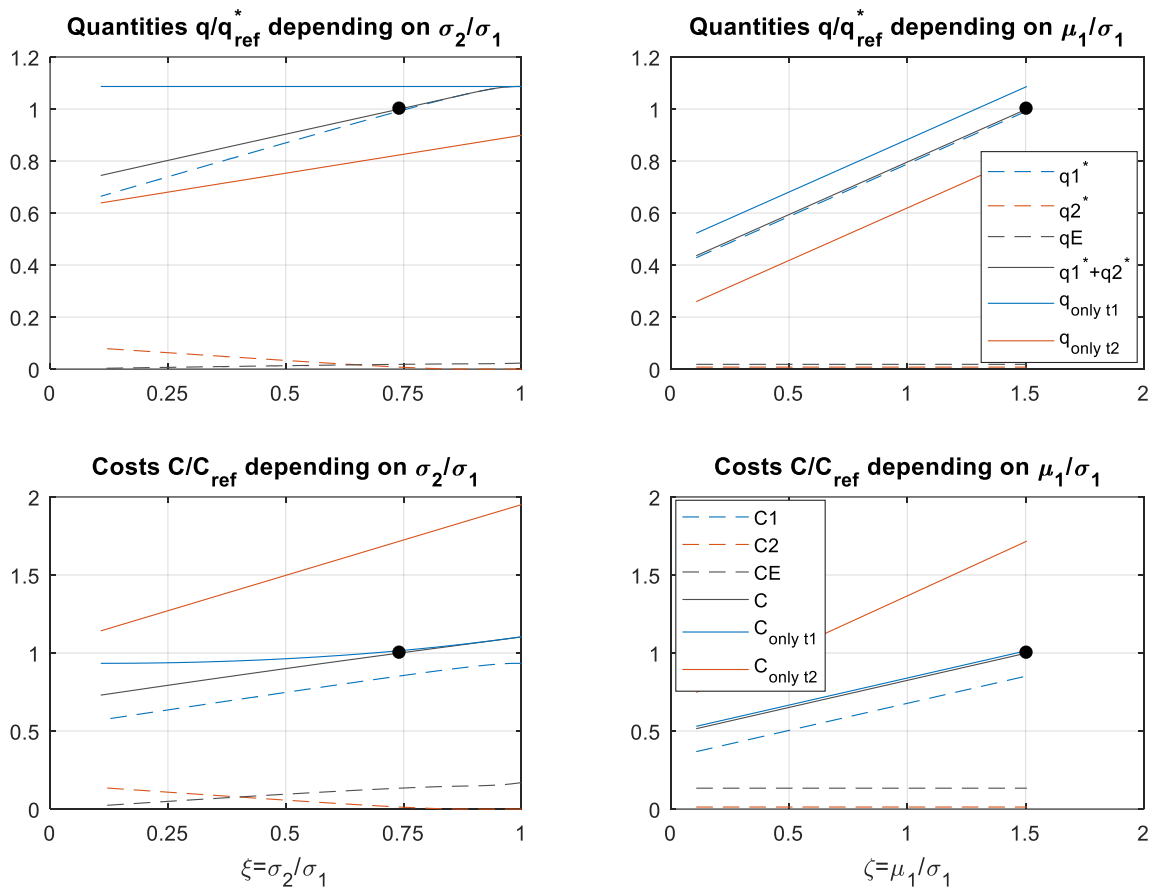 Quantities q/q*ref depending on σ2/σ1
1.2
1
0.8
0.6
0.4
0.2
0
0 0.25 0.5 0.75 1
Quantities q/q*ref depending on μ1/σ1
1.2
1
0.8
0.6
0.4
0.2
0
0 0.5 1 1.5 2
q1*
q2*
qE
q1*+q2*
qonly t1
qonly t2
Costs C/Cref depending on σ2/σ1
2
1.5
1
0.5
0
0 0.25 0.5 0.75 1
ξ=σ2/σ1
Costs C/Cref depending on μ1/σ1
2
1.5
1
0.5
0
0 0.5 1 1.5 2
C1
C2
CE
C
Conly t1
Conly t2
ζ=μ1/σ1